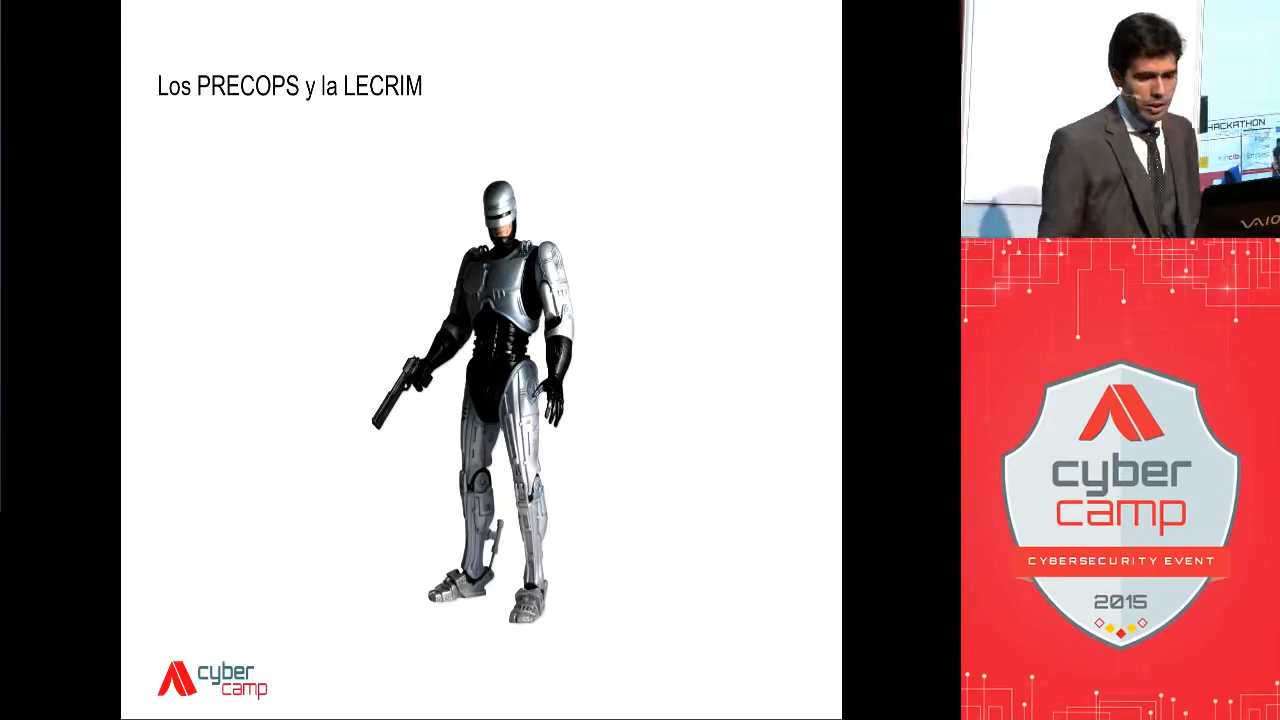 Los PRECOPS y la LECRIM
cyber
camp
HACKATHON
VAIO
cyber
camp
CYBERSECURITY EVENT
2015